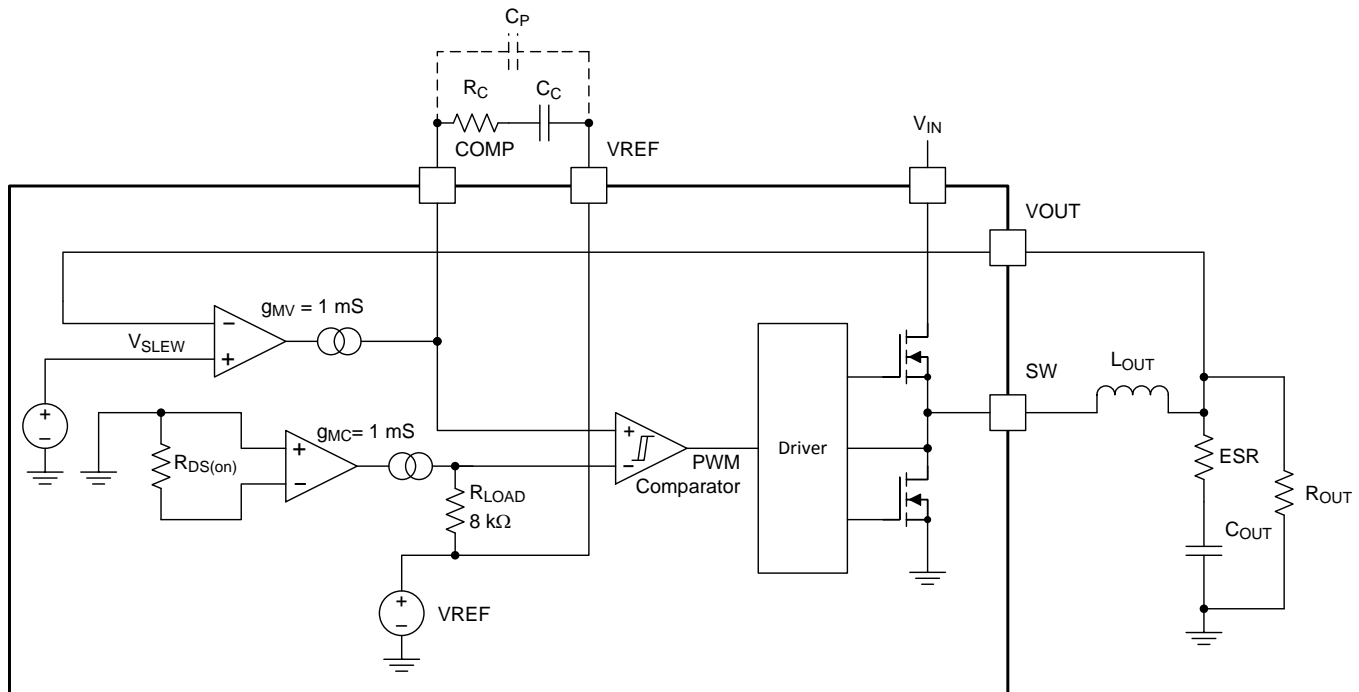 CP
RC
CC
COMP
VREF
VIN
VOUT
gMV = 1 mS
VSLEW
+
−
+
−
SW
LOUT
gMC= 1 mS
RDS(on)
+
−
+
−
PWM
Comparator
Driver
RLOAD
8 kΩ
ESR
ROUT
COUT
+
−
VREF